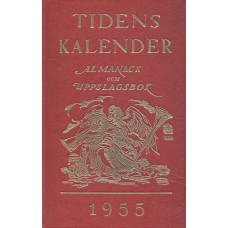 TIDENS
KALENDER
ALMANACK
OCH
UPPSLAGSBOK
1955